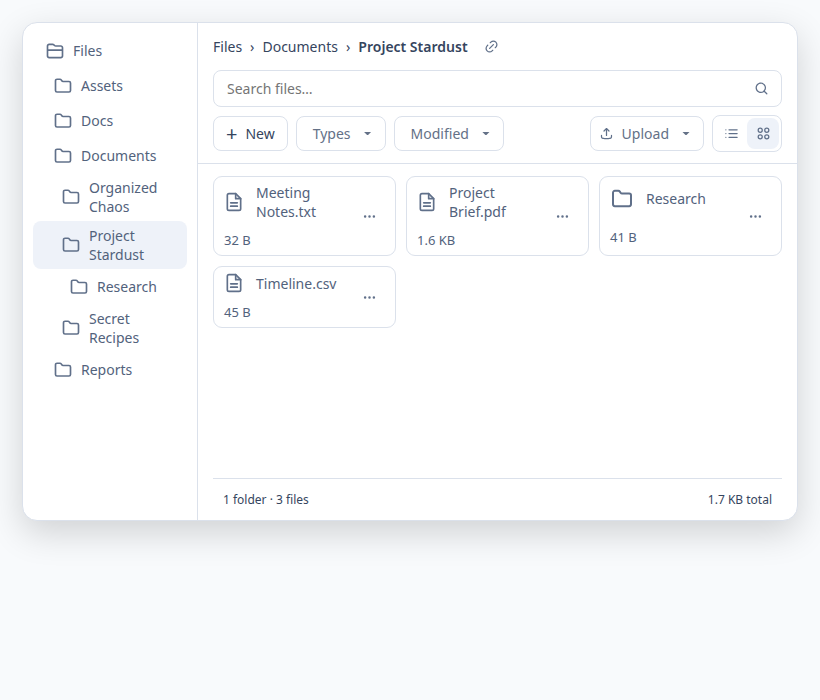 Files
Assets
Docs
Documents
Organized
Chaos
Project
Stardust
Research
Secret
Recipes
Reports
Files › Documents › Project Stardust
Search files...
+ New
Types
Modified
Upload
Meeting
Notes.txt
32 B
Project
Brief.pdf
1.6 KB
Research
41 B
Timeline.csv
45 B
1 folder · 3 files
1.7 KB total